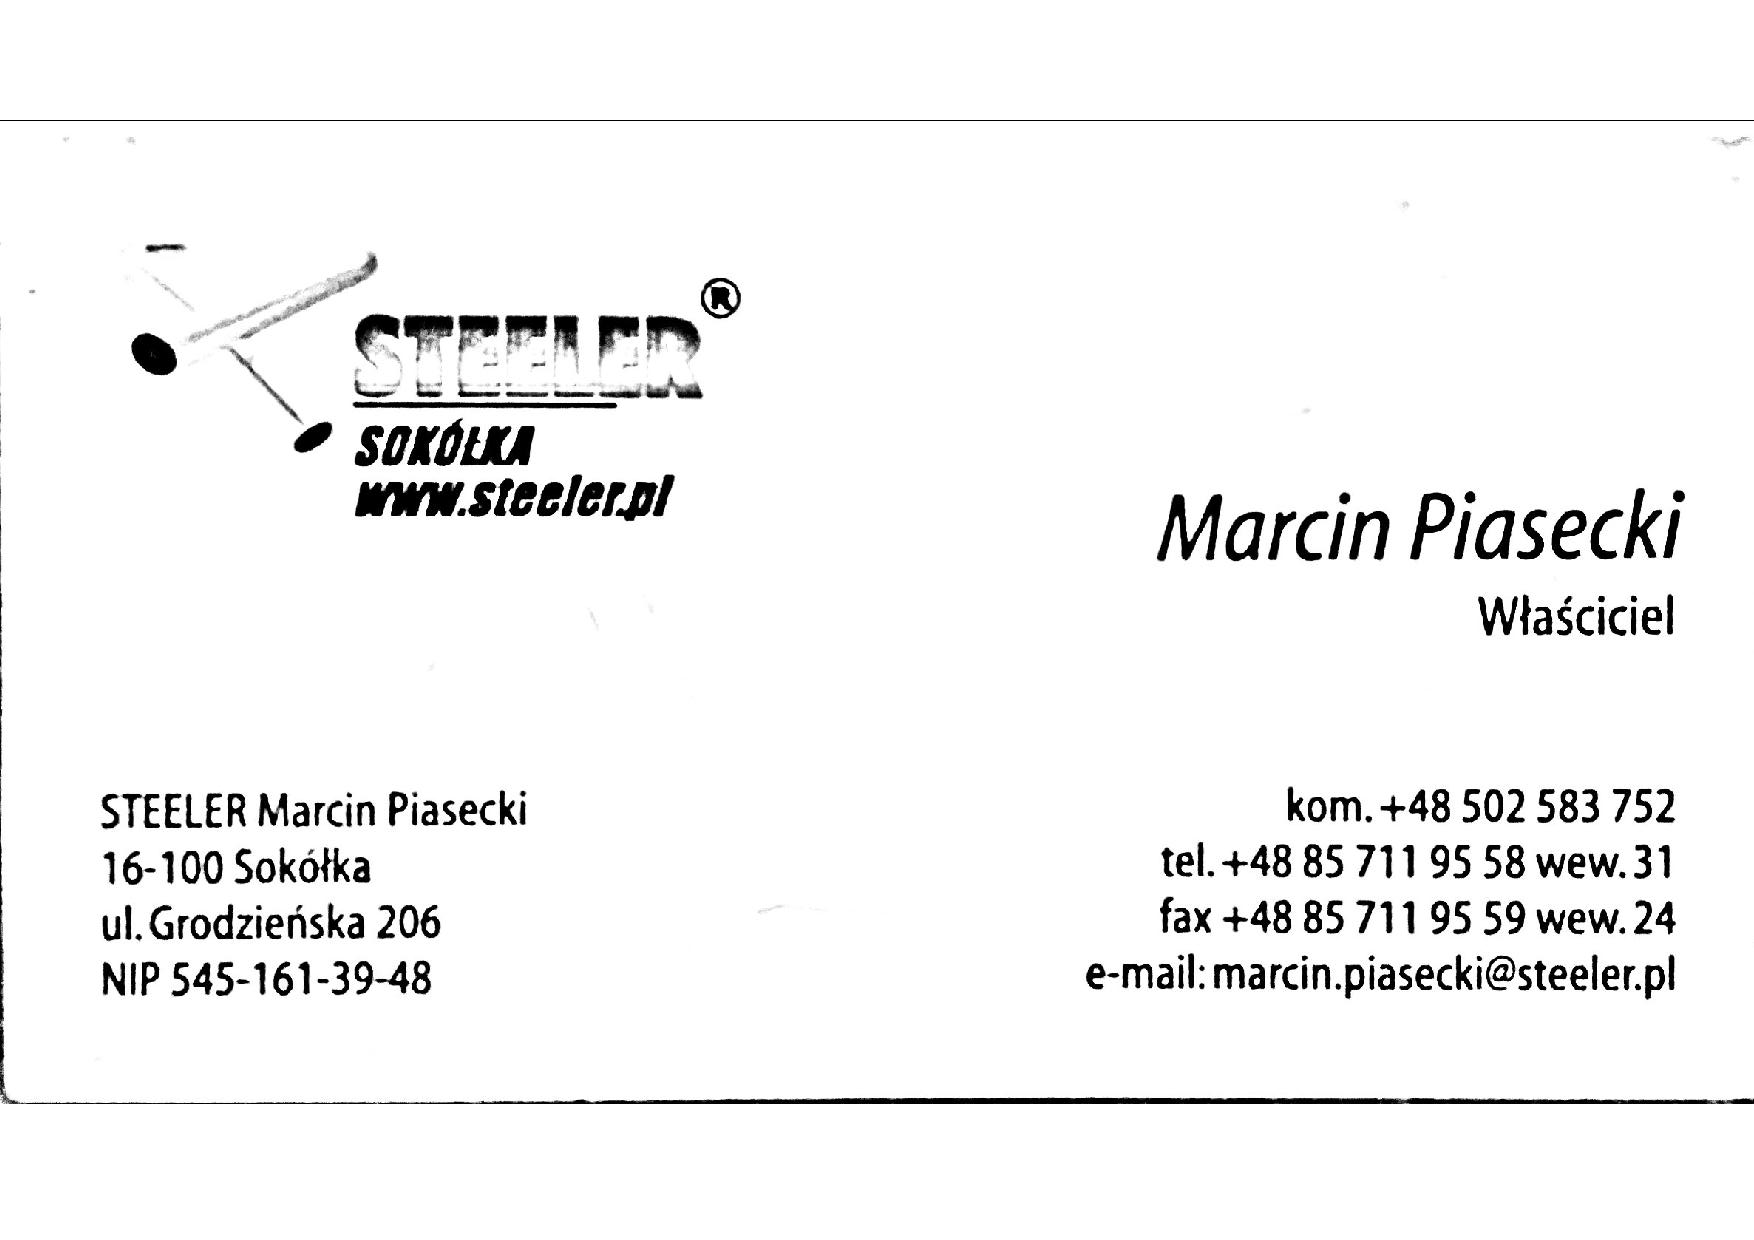 STEELER®
SOKÓŁKA
www.steeler.pl
Marcin Piasecki
Właściciel
STEELER Marcin Piasecki
16-100 Sokółka
ul. Grodzieńska 206
NIP 545-161-39-48
kom. +48 502 583 752
tel. +48 85 711 95 58 wew. 31
fax +48 85 711 95 59 wew. 24
e-mail: marcin.piasecki@steeler.pl